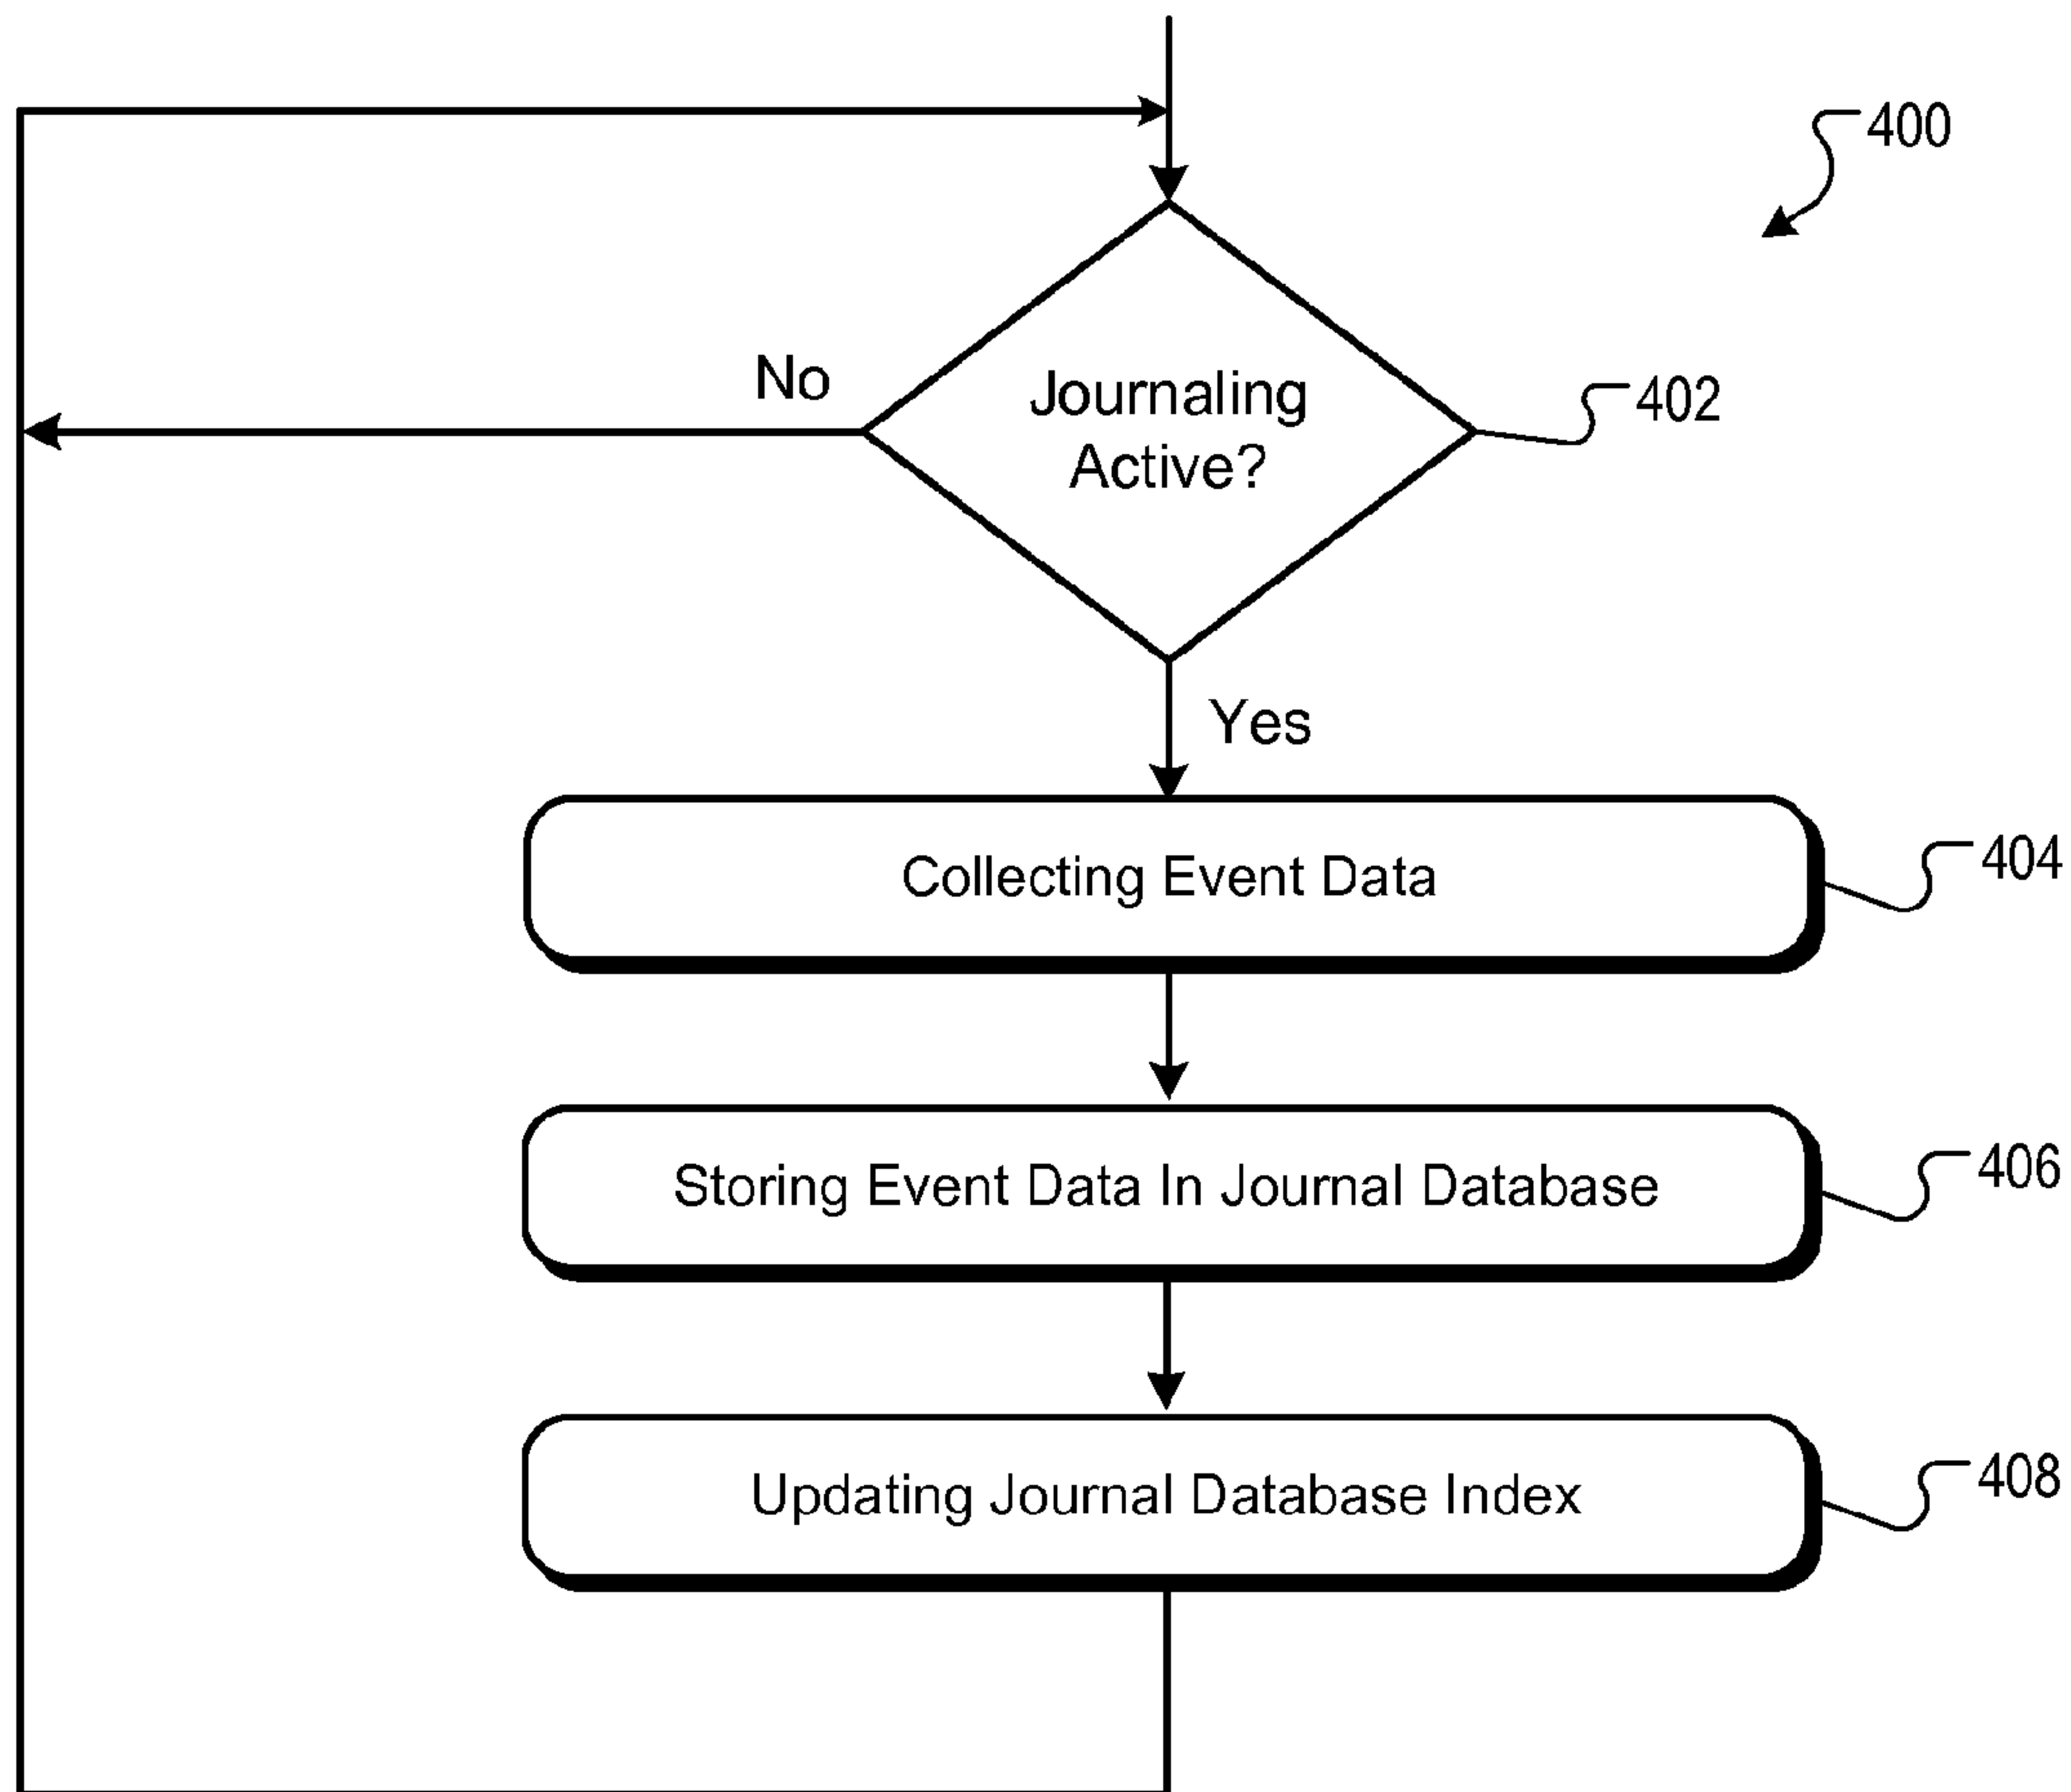 400
No
Journaling
Active?
402
Yes
Collecting Event Data
404
Storing Event Data In Journal Database
406
Updating Journal Database Index
408